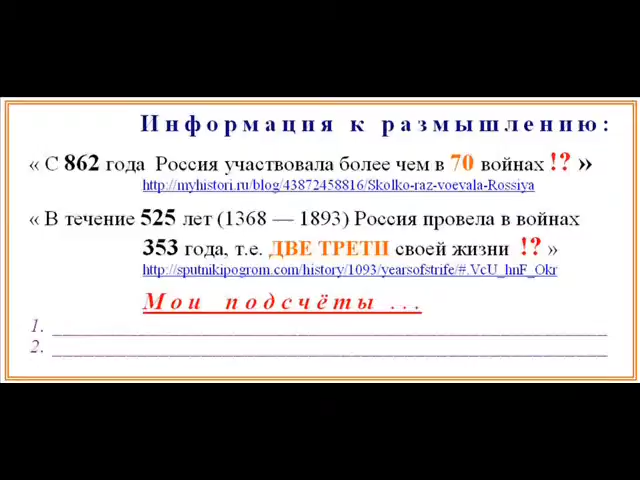 Информация к размышлению:
« С 862 года Россия участвовала более чем в 70 войнах !? »
http://myhistori.ru/blog/43872458816/Skolko-raz-voevala-Rossiya
« В течение 525 лет (1368 — 1893) Россия провела в войнах
353 года, т.е. ДВЕ ТРЕТИ своей жизни !? »
http://sputnikipogrom.com/history/1093/yearsofstrife/#.VcU_hnF_Okr
Мои подсчёты ...
1. ___
2. ___